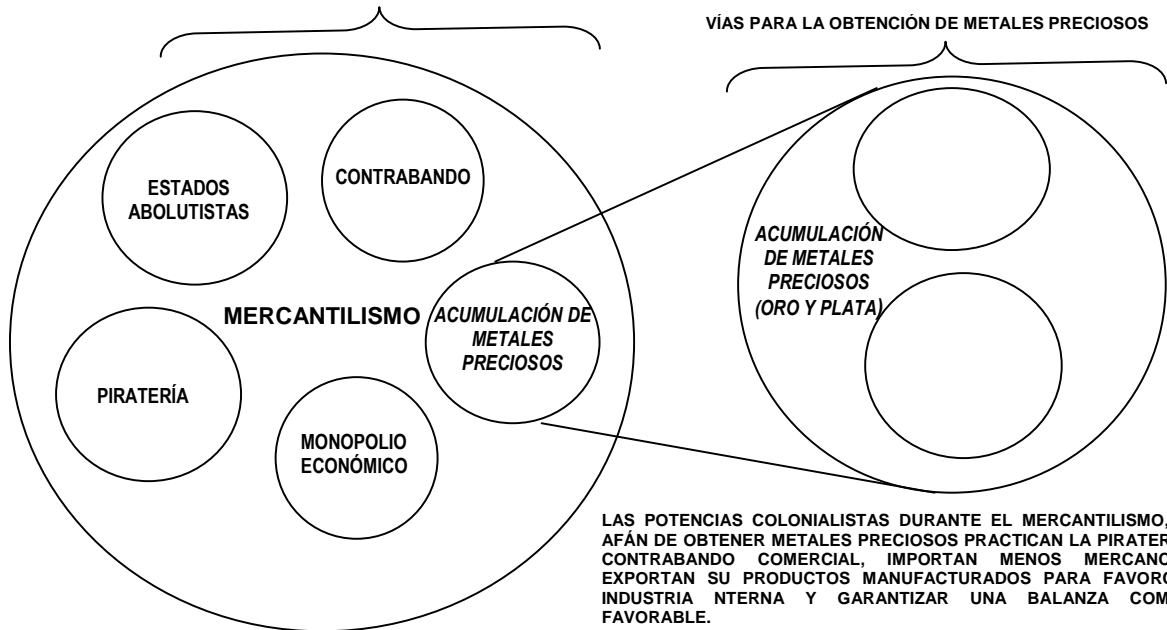 VÍAS PARA LA OBTENCIÓN DE METALES PRECIOSOS
ESTADOS
ABOLUTISTAS
CONTRABANDO
MERCANTILISMO
ACUMULACIÓN DE
METALES
PRECIOSOS
PIRATERÍA
MONOPOLIO
ECONÓMICO
ACUMULACIÓN
DE METALES
PRECIOSOS
(ORO Y PLATA)
LAS POTENCIAS COLONIALISTAS DURANTE EL MERCANTILISMO,
AFÁN DE OBTENER METALES PRECIOSOS PRACTICAN LA
CONTRABANDO COMERCIAL, IMPORTAN MENOS
EXPORTAN SU PRODUCTOS MANUFACTURADOS PARA
INDUSTRIA NTERNA Y GARANTIZAR UNA BALANZA
FAVORABLE.